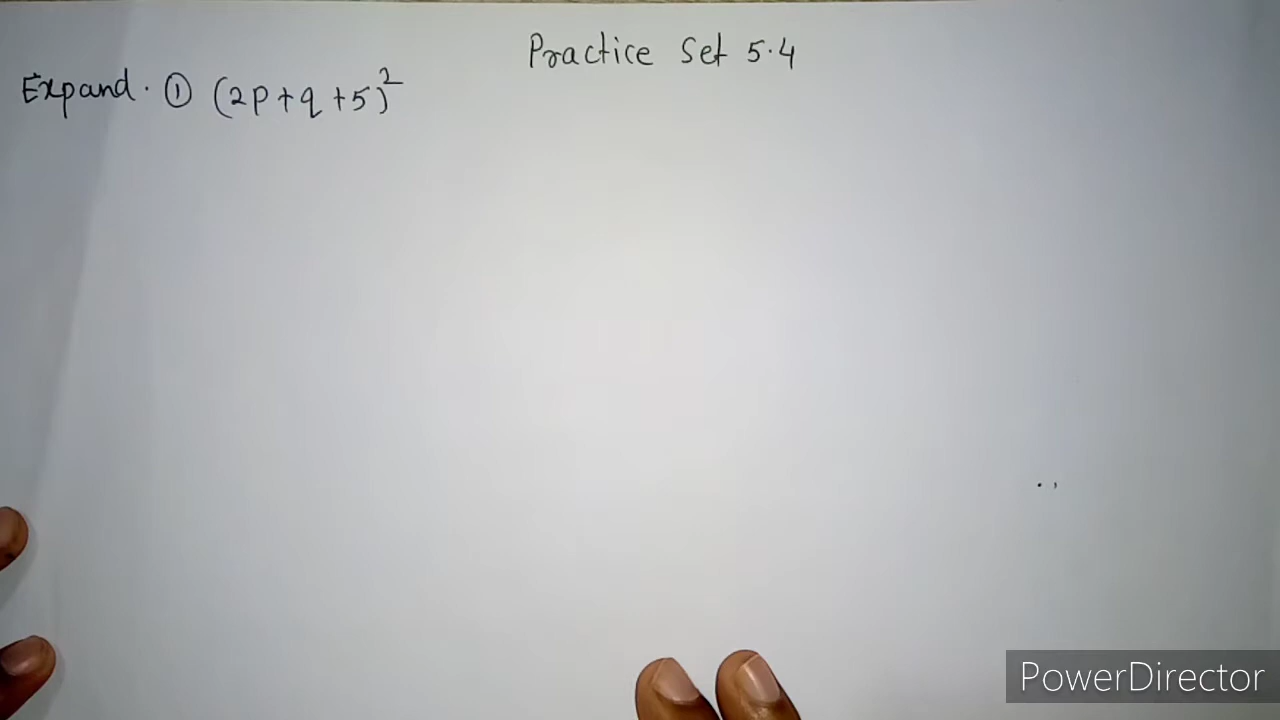 Practice Set 5.4
Expand. ① (2p+q+5)²
PowerDirector